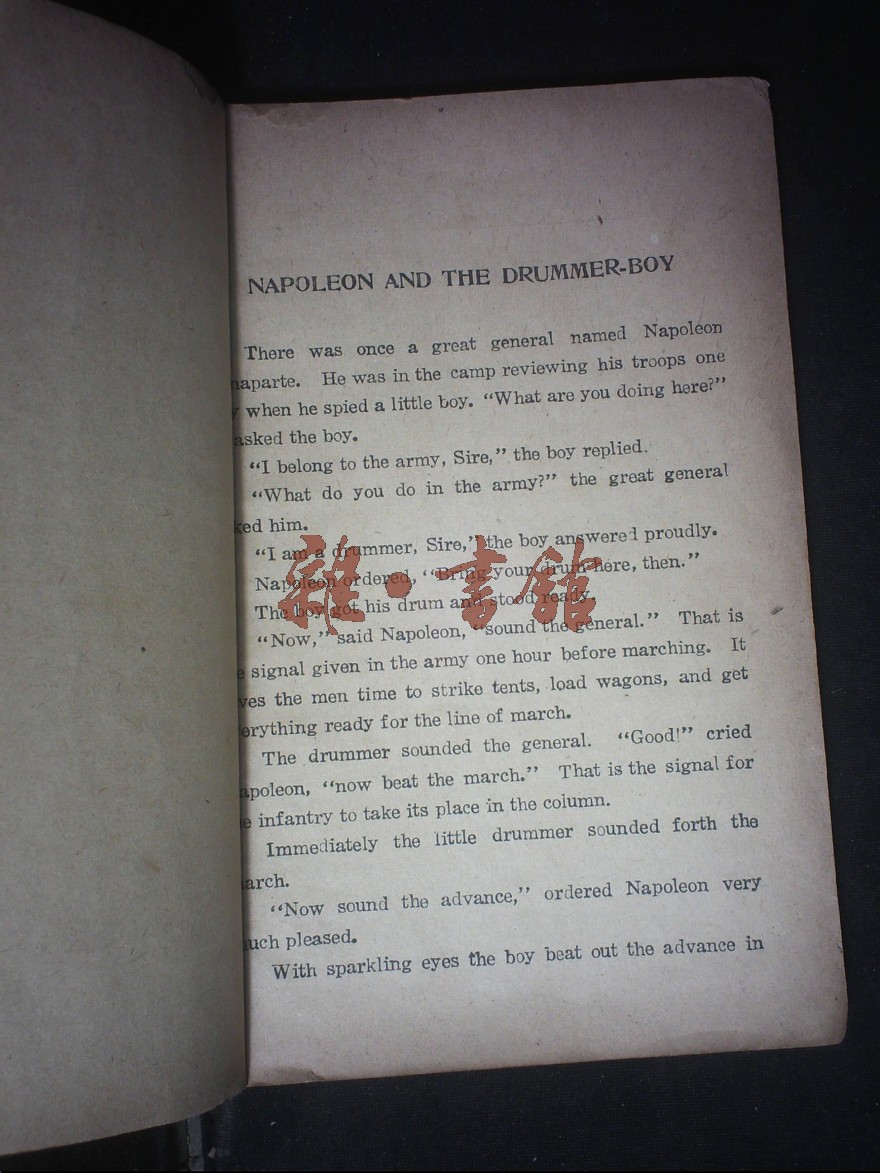 NAPOLEON AND THE DRUMMER-BOY
There was once a great general named Napoleon
naparte. He was in the camp reviewing his troops one
y when he spied a little boy. “What are you doing here?”
asked the boy.
“I belong to the army, Sire,” the boy replied.
“What do you do in the army?” the great general
ked him.
“I am a drummer, Sire,” the boy answered proudly.
Napoleon ordered, “Bring your drum here, then.”
The boy got his drum and stood ready.
雜·書館
“Now,” said Napoleon, “sound the general.” That is
e signal given in the army one hour before marching. It
ves the men time to strike tents, load wagons, and get
erything ready for the line of march.
The drummer sounded the general. “Good!” cried
apoleon, “now beat the march.” That is the signal for
e infantry to take its place in the column.
Immediately the little drummer sounded forth the
arch.
“Now sound the advance,” ordered Napoleon very
uch pleased.
With sparkling eyes the boy beat out the advance in